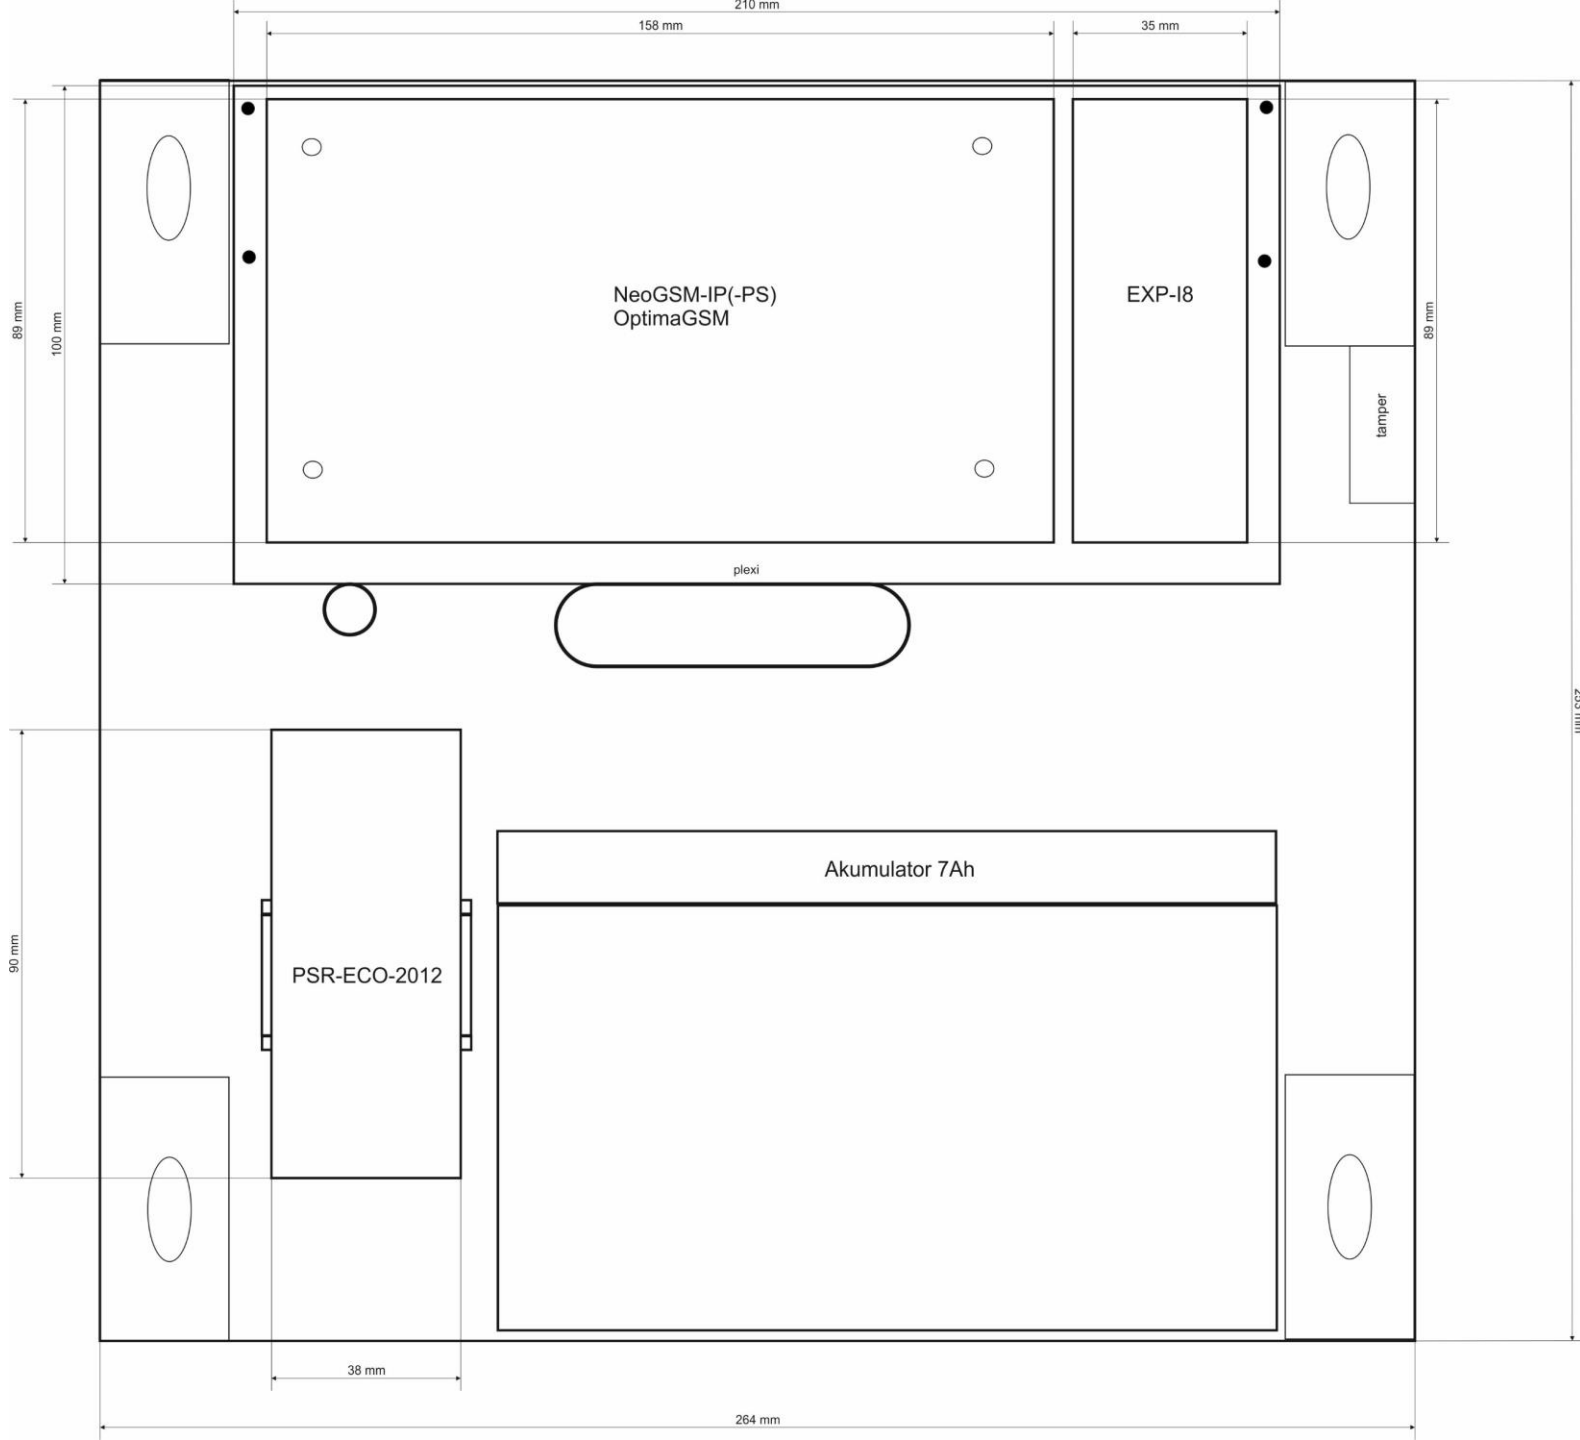 210 mm
158 mm
35 mm
NeoGSM-IP(-PS)
OptimaGSM
EXP-I8
89 mm
100 mm
89 mm
tamper
plexi
Akumulator 7Ah
90 mm
PSR-ECO-2012
38 mm
264 mm